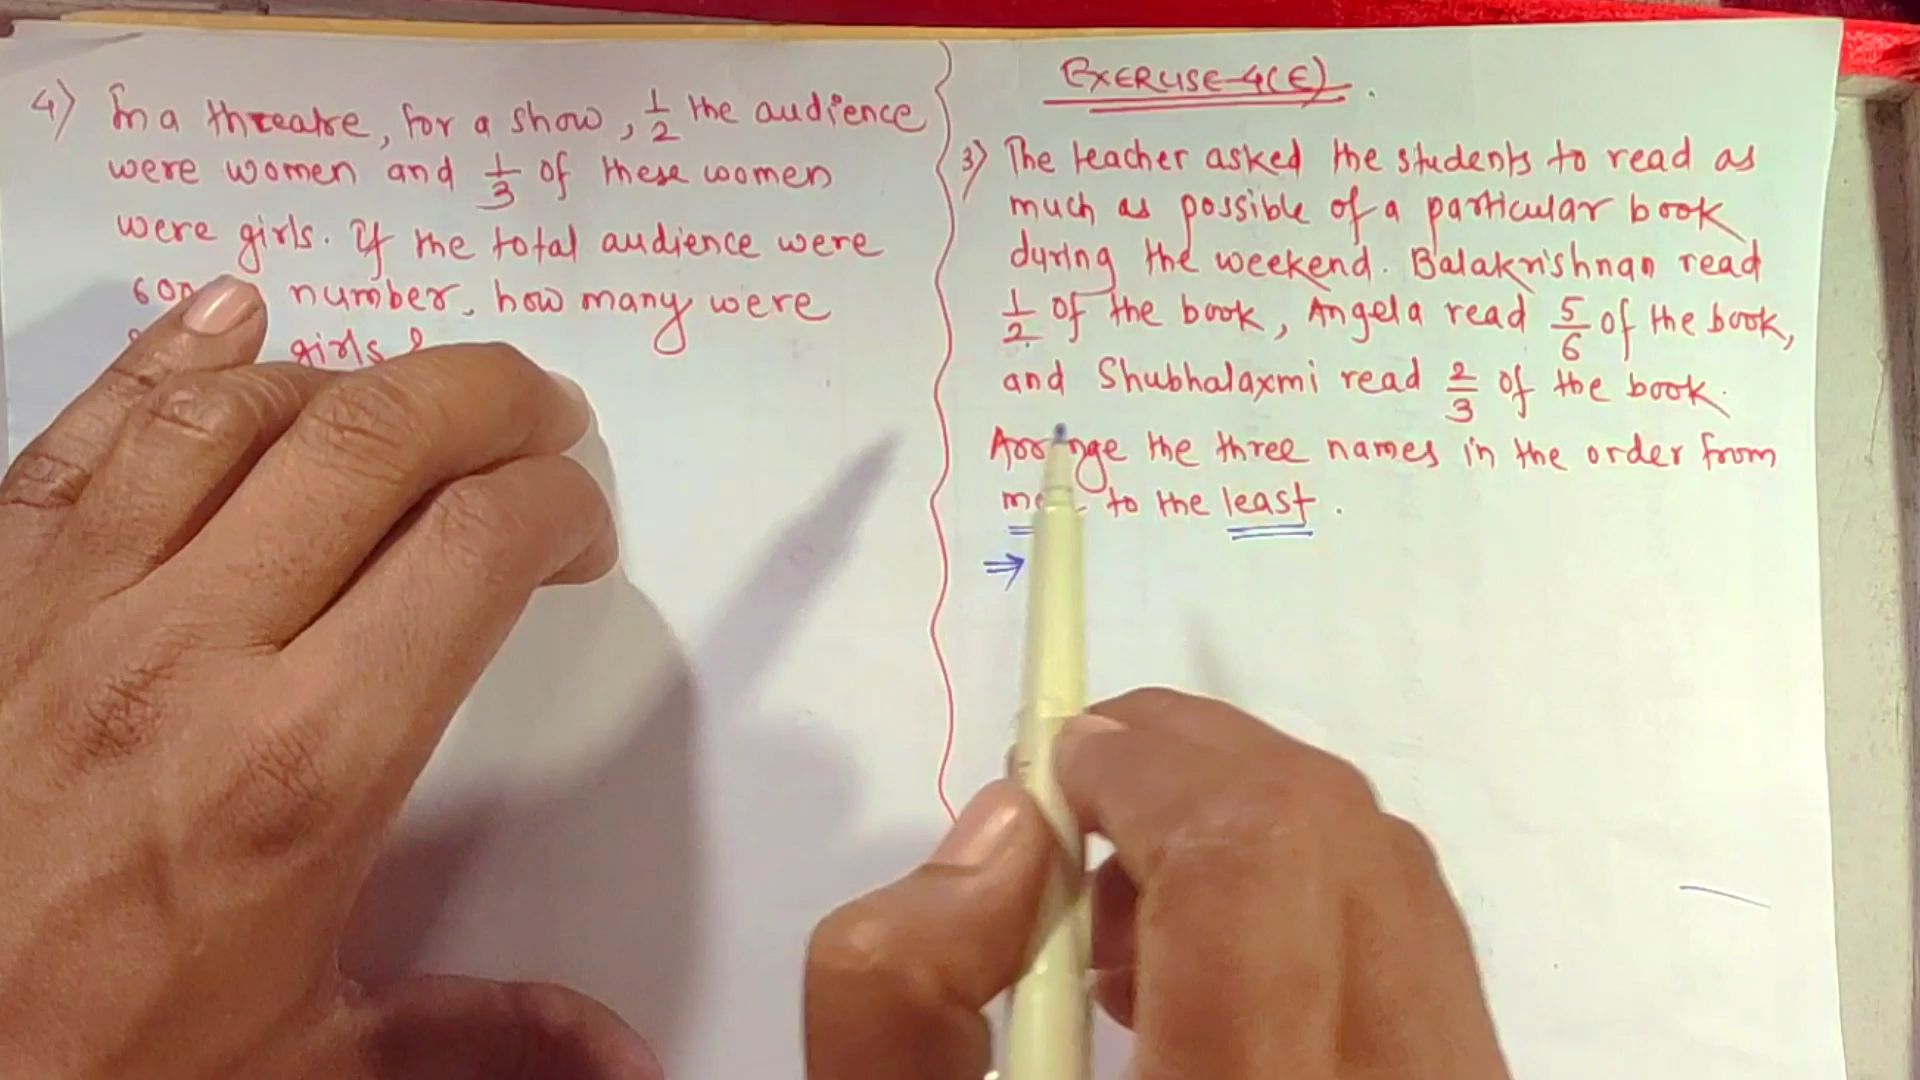 4) In a threatre, for a show, 1/2 the audience
were women and 1/3 of these women
were girls. If the total audience were
number, how many were
girls
EXERCISE-4(E).
3) The teacher asked the students to read as
much as possible of a particular book
during the weekend. Balakrishnan read
1/2 of the book, Angela read 5/6 of the book,
and Shubhalaxmi read 2/3 of the book.
Arrange the three names in the order from
to the least.
⇒